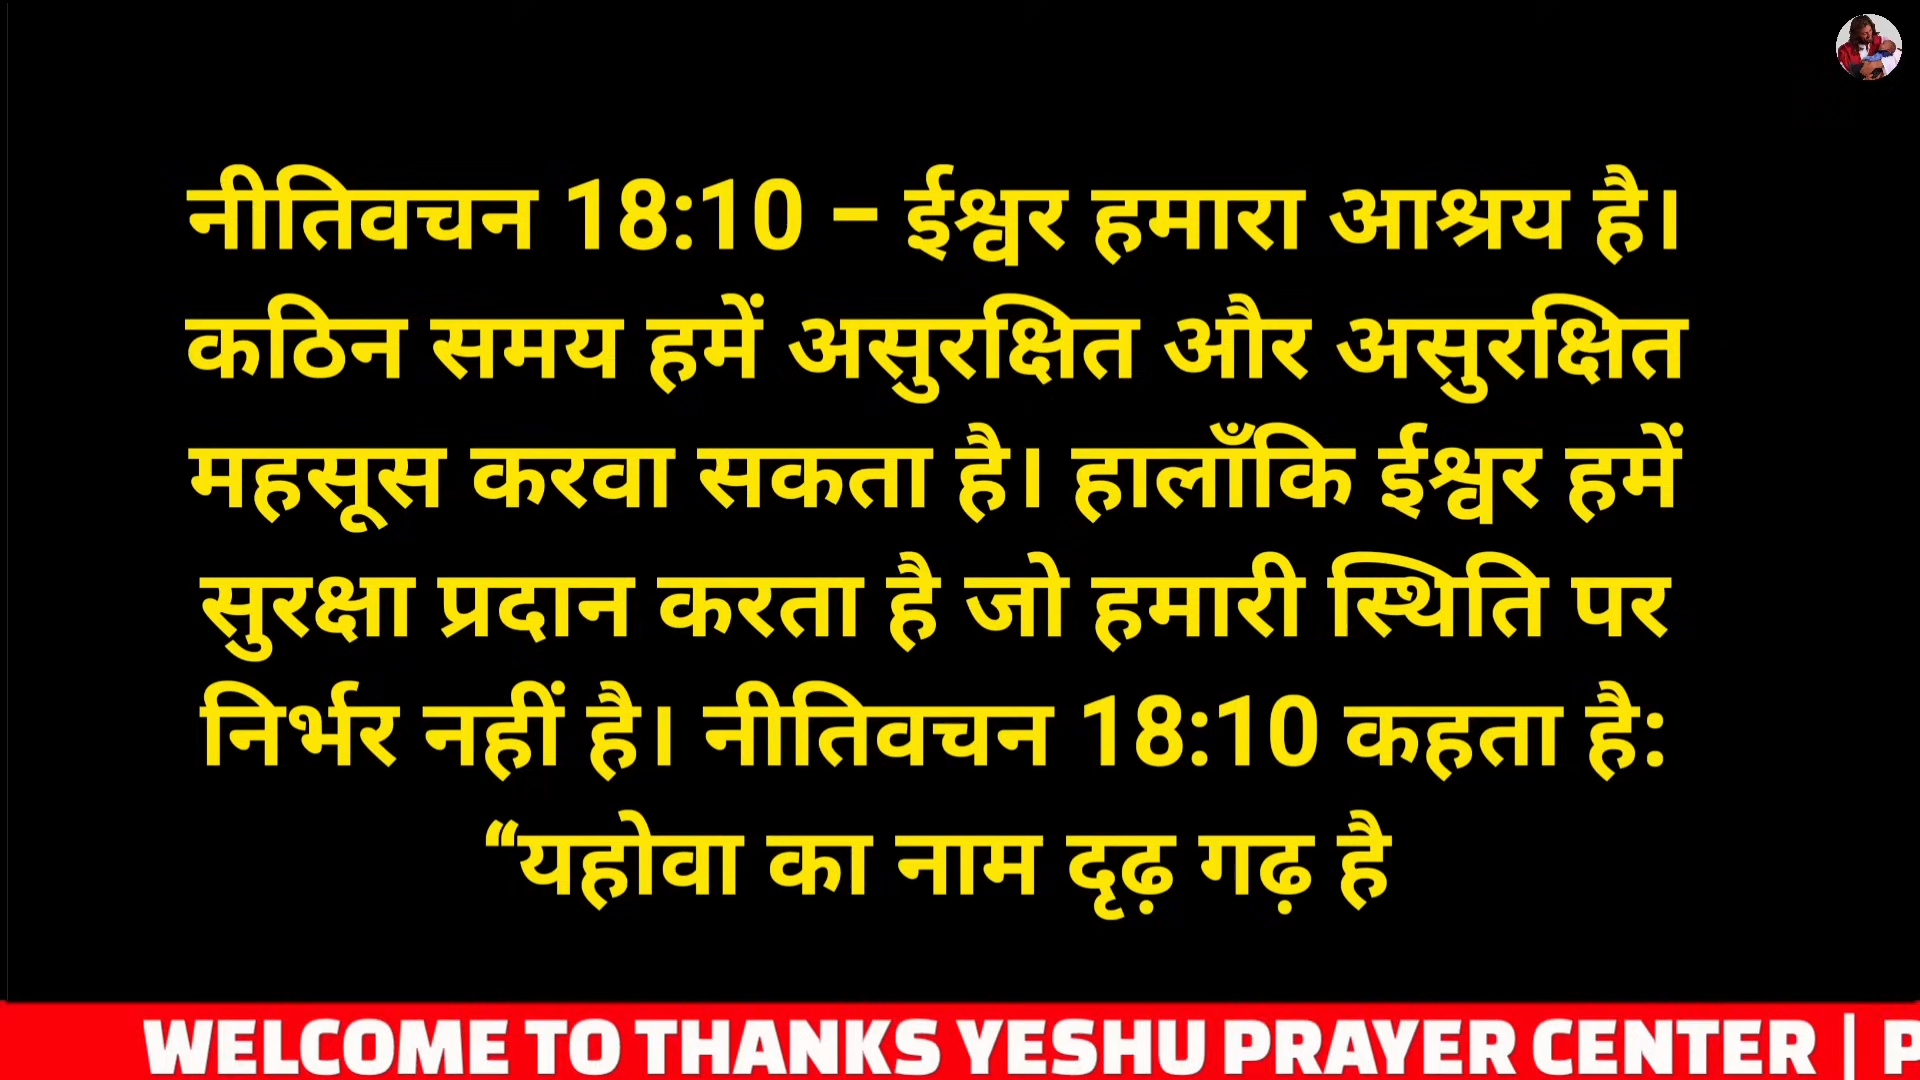 नीतिवचन 18:10 – ईश्वर हमारा आश्रय है।
कठिन समय हमें असुरक्षित और असुरक्षित
महसूस करवा सकता है। हालाँकि ईश्वर हमें
सुरक्षा प्रदान करता है जो हमारी स्थिति पर
निर्भर नहीं है। नीतिवचन 18:10 कहता है:
“यहोवा का नाम दृढ़ गढ़ है
WELCOME TO THANKS YESHU PRAYER CENTER | P